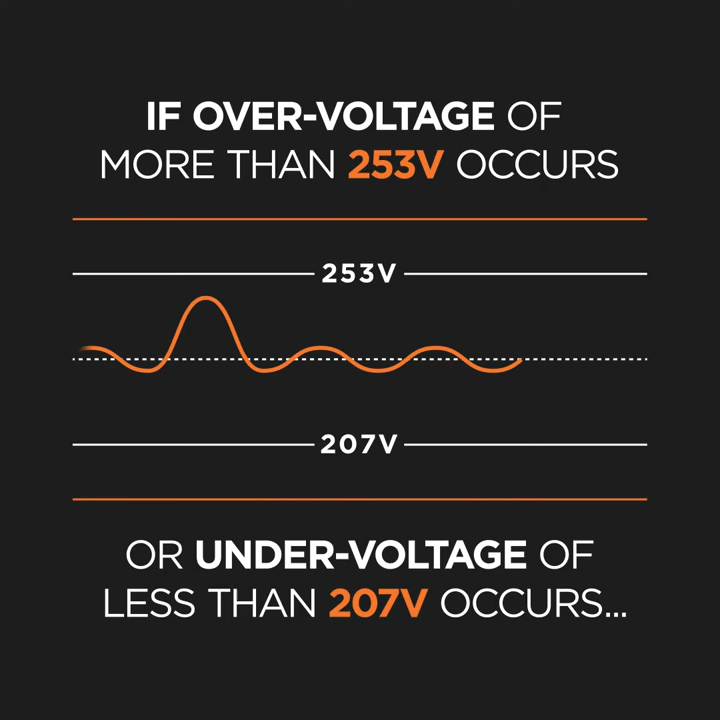 IF OVER-VOLTAGE OF
MORE THAN 253V OCCURS
253V
207V
OR UNDER-VOLTAGE OF
LESS THAN 207V OCCURS...